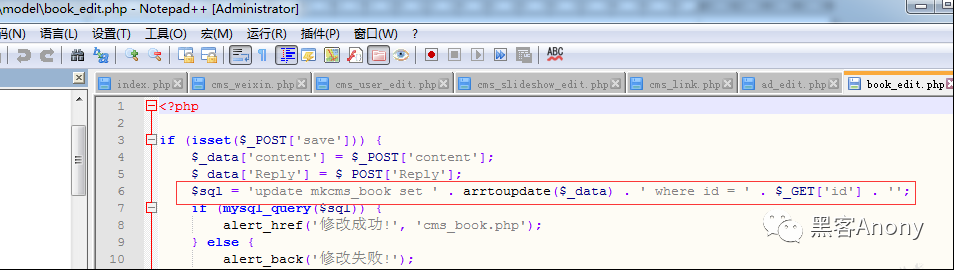 \model\book_edit.php - Notepad++ [Administrator]
码(N) 语言(L) 设置(T) 工具(O) 宏(M) 运行(R) 插件(P) 窗口(W) ?
ABC
index.php cms_weixin.php cms_user_edit.php cms_slideshow_edit.php cms_link.php ad_edit.php book_edit.php
1 <?php
2
3 if (isset($_POST['save'])) {
4 $_data['content'] = $_POST['content'];
5 $_data['Reply'] = $_POST['Reply'];
6 $sql = 'update mkcms_book set ' . arrtoupdate($_data) . ' where id = ' . $_GET['id'] . '';
7 if (mysql_query($sql)) {
8 alert_href('修改成功!', 'cms_book.php');
9 } else {
10 alert_back('修改失败!');
黑客Anony